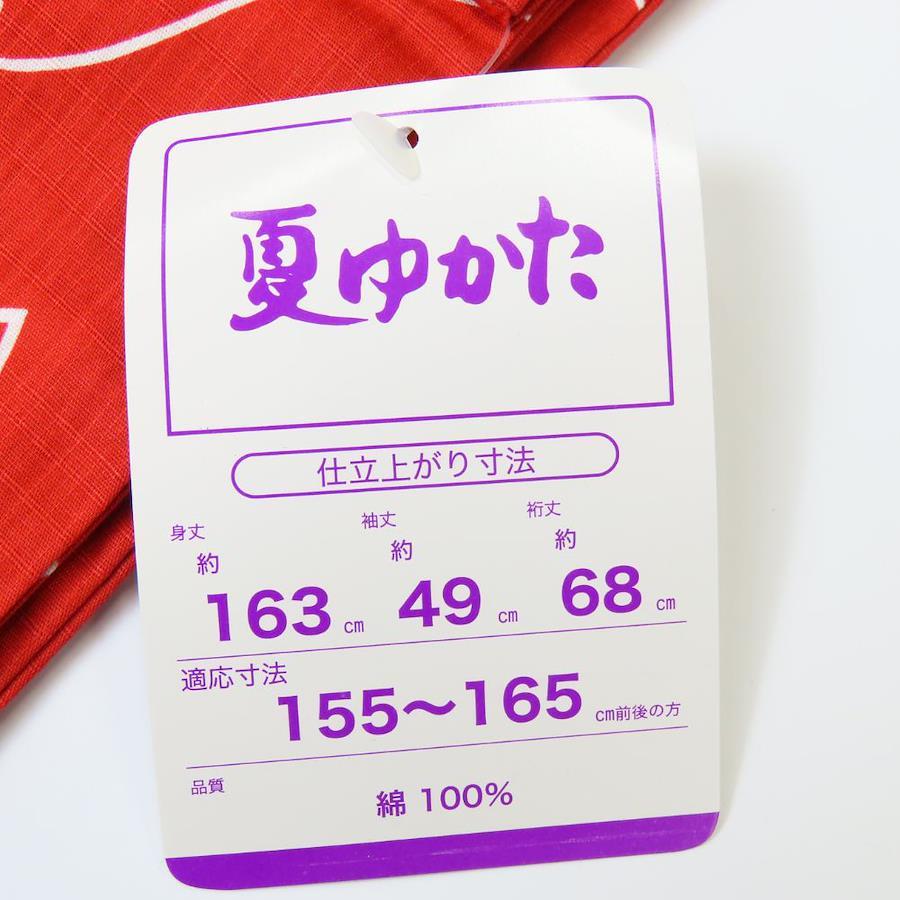 夏ゆかた
仕立上がり寸法
身丈 袖丈 裄丈
約 約 約
163 cm 49 cm 68 cm
適応寸法
155～165 cm前後の方
品質
綿 100%